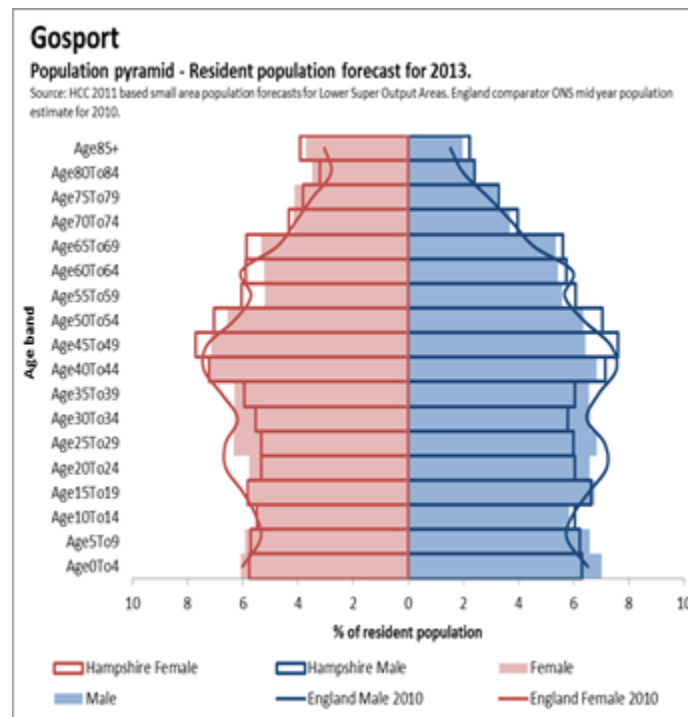 Gosport
Population pyramid - Resident population forecast for 2013.
Source: HCC 2011 based small area population forecasts for Lower Super Output Areas. England comparator ONS mid year population
estimate for 2010.
Age band
Age85+
Age80To84
Age75To79
Age70To74
Age65To69
Age60To64
Age55To59
Age50To54
Age45To49
Age40To44
Age35To39
Age30To34
Age25To29
Age20To24
Age15To19
Age10To14
Age5To9
Age0To4
10 8 6 4 2 0 2 4 6 8 10
% of resident population
Hampshire Female Hampshire Male Female
Male England Male 2010 England Female 2010